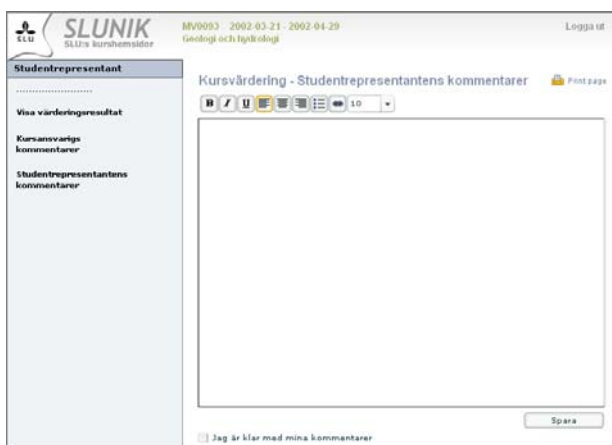 SLU
SLUNIK
SLU:s kurshemsidor
MV0093 2002-03-21 - 2002-04-29
Geologi och hydrologi
Logga ut
Studentrepresentant
Visa värderingsresultat
Kursansvarigs
kommentarer
Studentrepresentantens
kommentarer
Kursvärdering - Studentrepresentantens kommentarer
Print page
B I U 10
Spara
Jag är klar med mina kommentarer